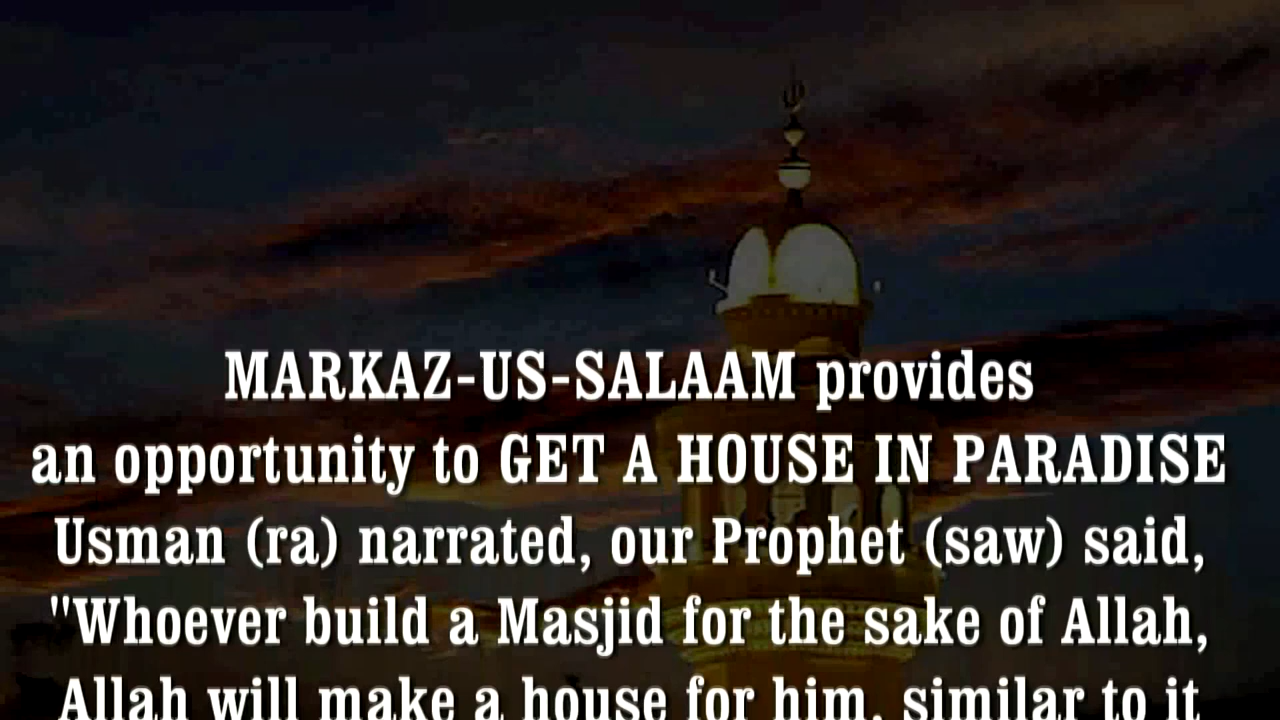 MARKAZ-US-SALAAM provides
an opportunity to GET A HOUSE IN PARADISE
Usman (ra) narrated, our Prophet (saw) said,
"Whoever build a Masjid for the sake of Allah,
Allah will make a house for him, similar to it